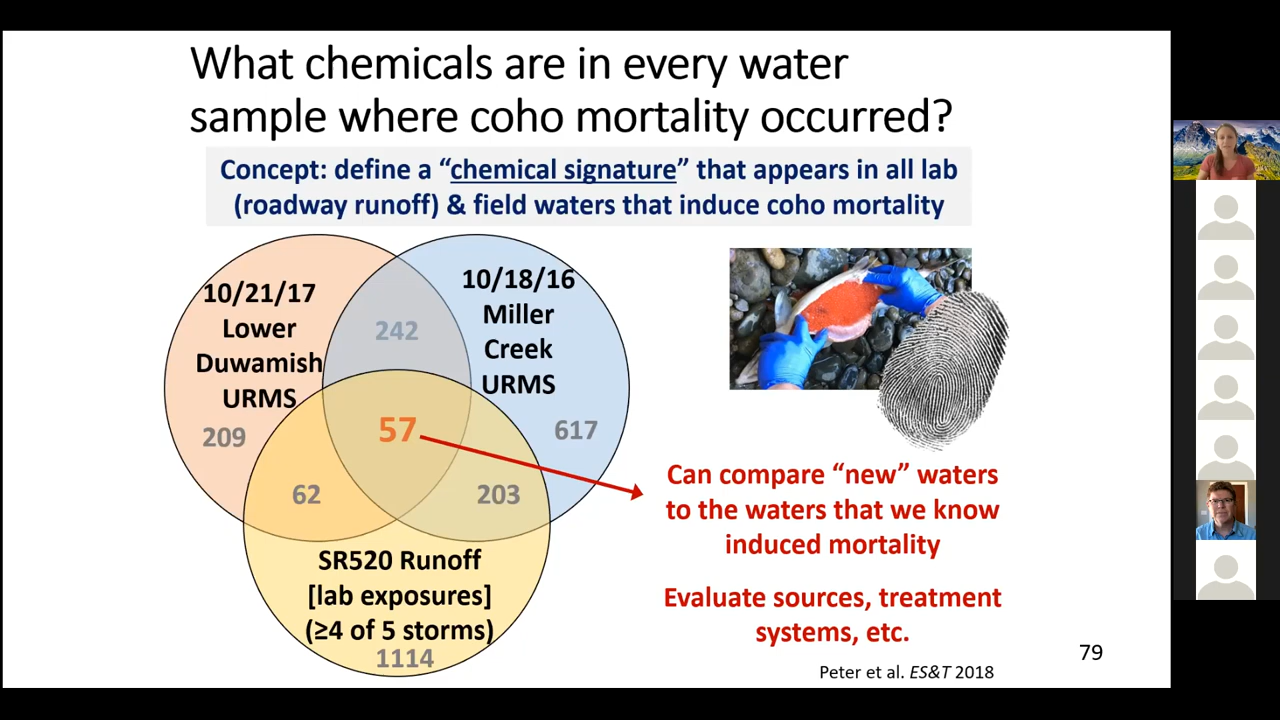 What chemicals are in every water
sample where coho mortality occurred?
Concept: define a “chemical signature” that appears in all lab
(roadway runoff) & field waters that induce coho mortality
10/21/17
Lower
Duwamish
URMS
209
242
10/18/16
Miller
Creek
URMS
617
57
62
203
SR520 Runoff
[lab exposures]
(≥4 of 5 storms)
1114
Can compare “new” waters
to the waters that we know
induced mortality
Evaluate sources, treatment
systems, etc.
Peter et al. ES&T 2018
79